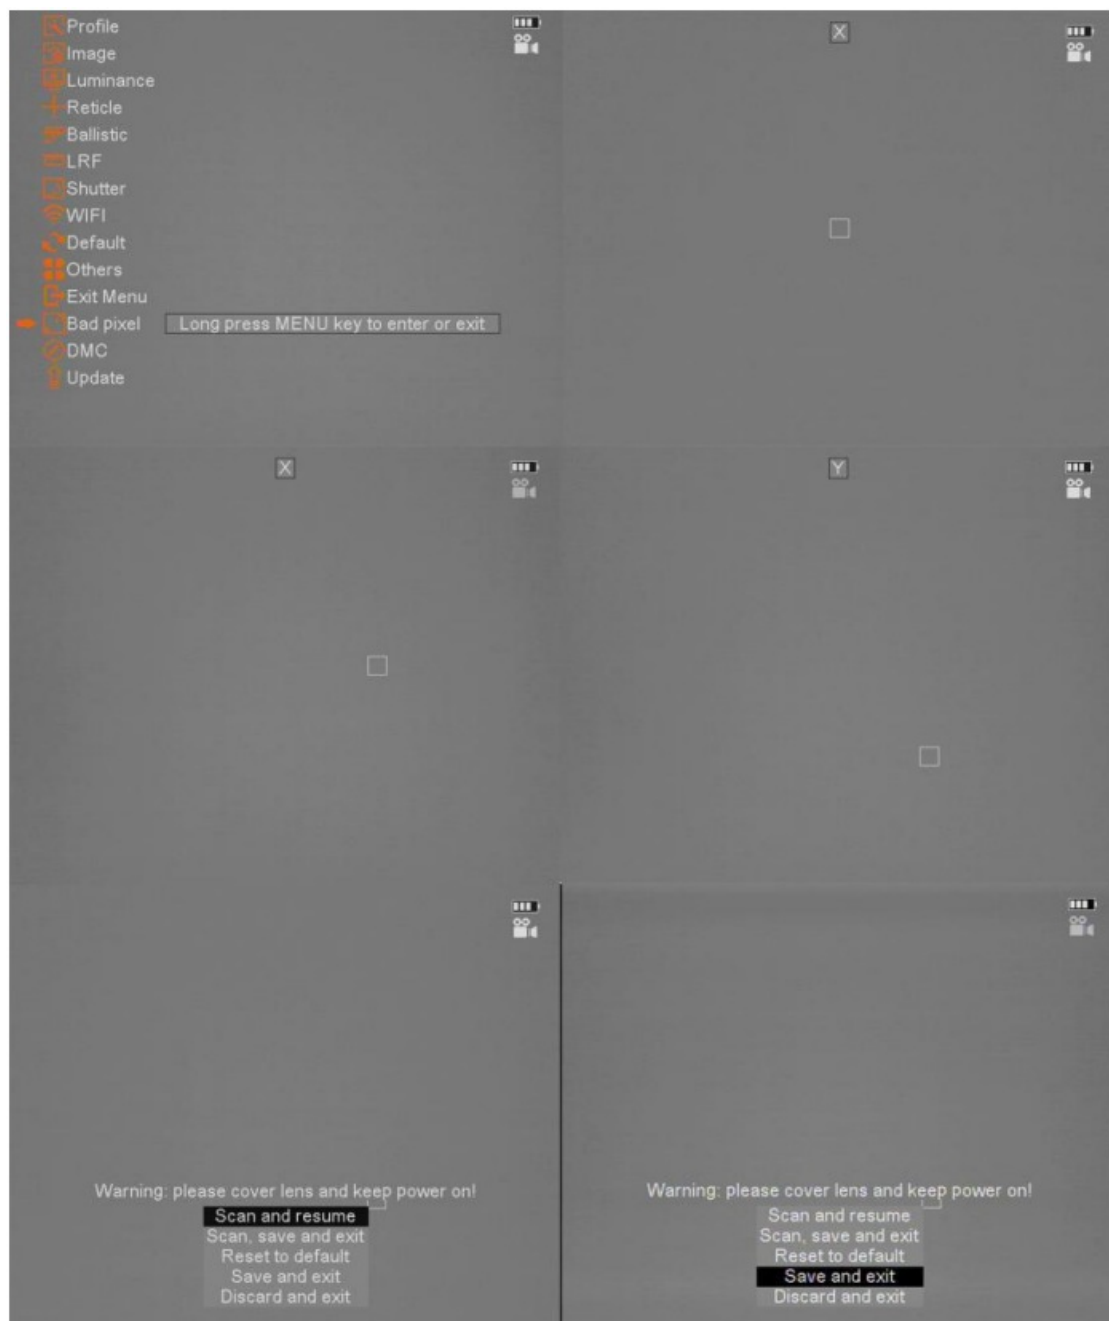 Profile
Image
Luminance
Reticle
Ballistic
LRF
Shutter
WIFI
Default
Others
Exit Menu
Bad pixel Long press MENU key to enter or exit
DMC
Update
X
X
Y
Warning: please cover lens and keep power on!
Scan and resume
Scan, save and exit
Reset to default
Save and exit
Discard and exit
Warning: please cover lens and keep power on!
Scan and resume
Scan, save and exit
Reset to default
Save and exit
Discard and exit